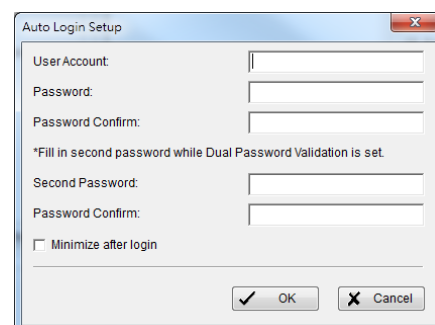 Auto Login Setup
User Account:
Password:
Password Confirm:
*Fill in second password while Dual Password Validation is set.
Second Password:
Password Confirm:
Minimize after login
OK
Cancel